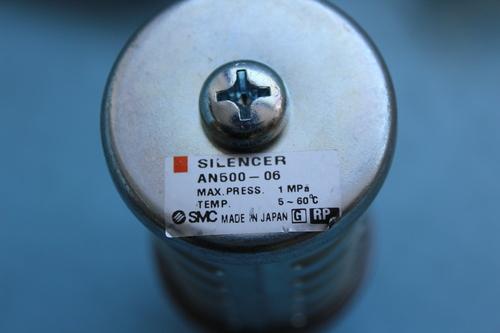 SILENCER
AN500-06
MAX.PRESS. 1 MPa
TEMP. 5~60℃
SMC MADE IN JAPAN G RP